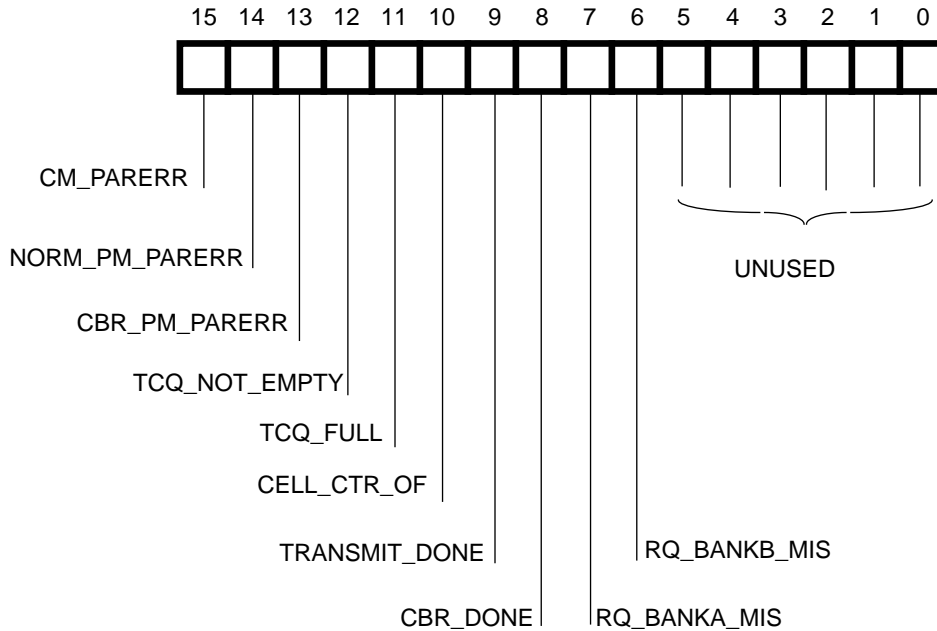 15 14 13 12 11 10 9 8 7 6 5 4 3 2 1 0
CM_PARERR
NORM_PM_PARERR
UNUSED
CBR_PM_PARERR
TCQ_NOT_EMPTY
TCQ_FULL
CELL_CTR_OF
TRANSMIT_DONE RQ_BANKB_MIS
CBR_DONE RQ_BANKA_MIS